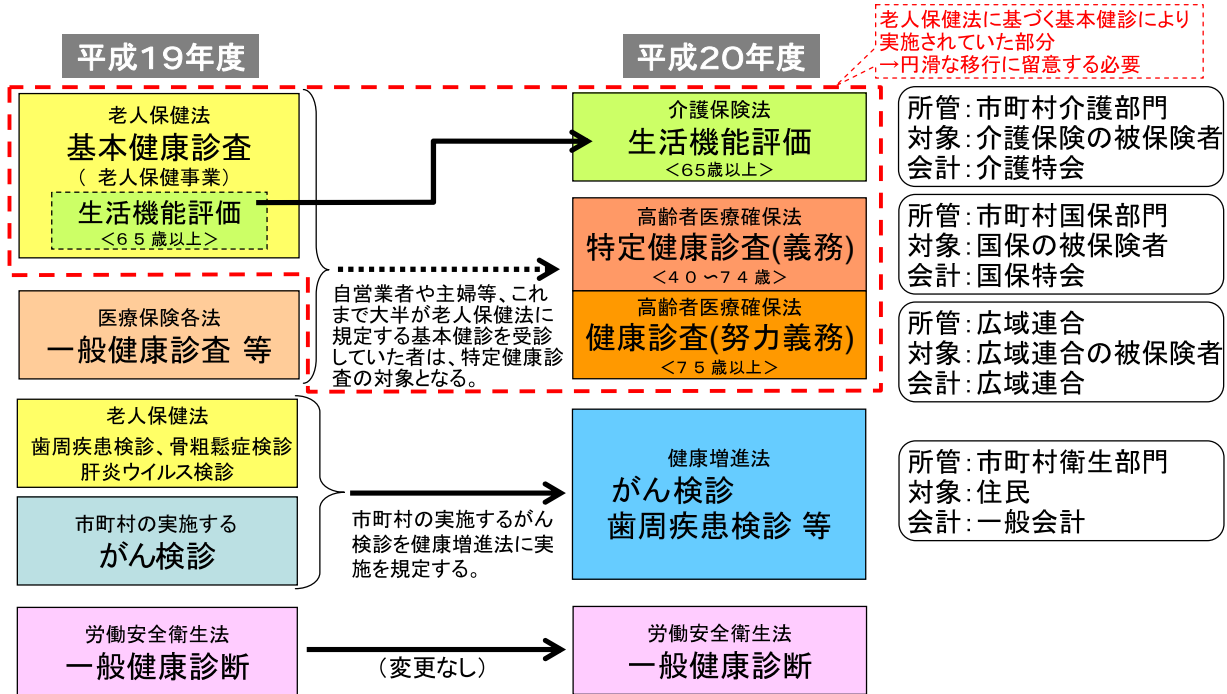 老人保健法に基づく基本健診により
実施されていた部分
→円滑な移行に留意する必要
平成19年度
平成20年度
老人保健法
基本健康診査
( 老人保健事業)
生活機能評価
<65歳以上>
医療保険各法
一般健康診査 等
自営業者や主婦等、これ
まで大半が老人保健法に
規定する基本健診を受診
していた者は、特定健康診
査の対象となる。
介護保険法
生活機能評価
<65歳以上>
高齢者医療確保法
特定健康診査(義務)
<40~74歳>
高齢者医療確保法
健康診査(努力義務)
<75歳以上>
所管:市町村介護部門
対象:介護保険の被保険者
会計:介護特会
所管:市町村国保部門
対象:国保の被保険者
会計:国保特会
所管:広域連合
対象:広域連合の被保険者
会計:広域連合
老人保健法
歯周疾患検診、骨粗鬆症検診
肝炎ウイルス検診
市町村の実施する
がん検診
市町村の実施するがん
検診を健康増進法に実
施を規定する。
健康増進法
がん検診
歯周疾患検診 等
所管:市町村衛生部門
対象:住民
会計:一般会計
労働安全衛生法
一般健康診断
(変更なし)
労働安全衛生法
一般健康診断